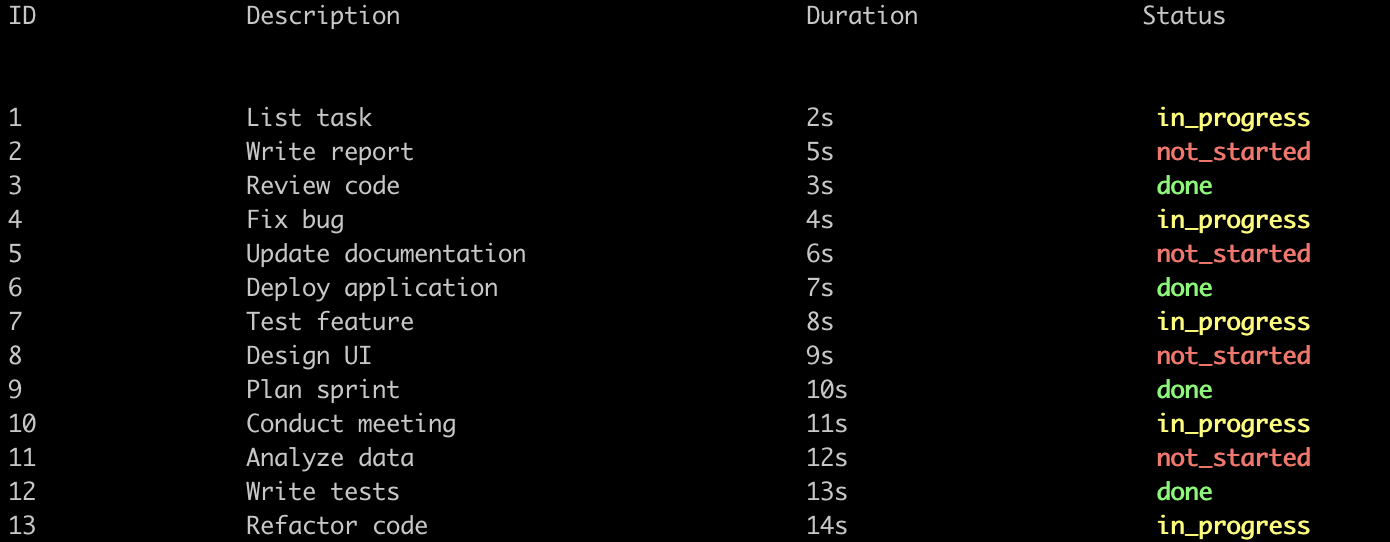 ID Description Duration Status
1 List task 2s in_progress
2 Write report 5s not_started
3 Review code 3s done
4 Fix bug 4s in_progress
5 Update documentation 6s not_started
6 Deploy application 7s done
7 Test feature 8s in_progress
8 Design UI 9s not_started
9 Plan sprint 10s done
10 Conduct meeting 11s in_progress
11 Analyze data 12s not_started
12 Write tests 13s done
13 Refactor code 14s in_progress